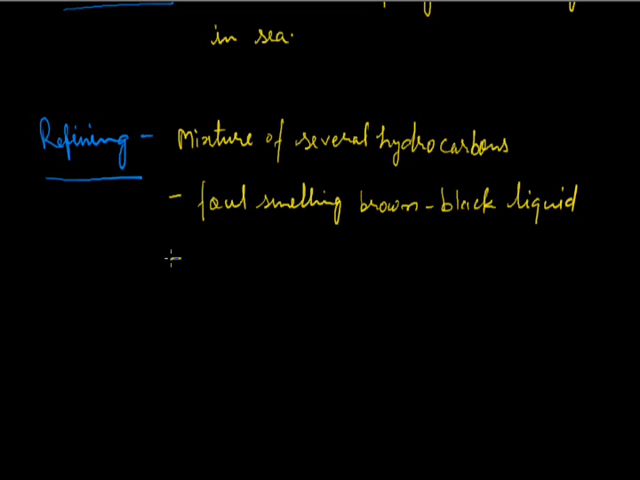 in sea.
Refining - Mixture of several hydrocarbons
- foul smelling brown-black liquid